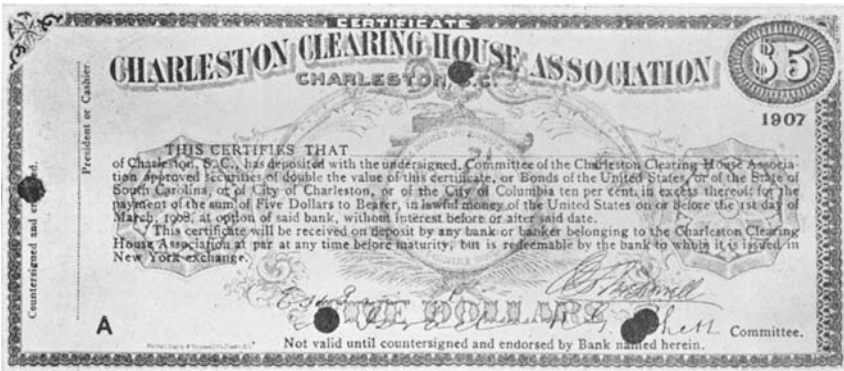 CERTIFICATE
CHARLESTON CLEARING HOUSE ASSOCIATION
CHARLESTON, S.C.
$5
1907
President or Cashier.
Countersigned and
THIS CERTIFIES THAT
of Charleston, S. C., has deposited with the undersigned, Committee of the Charleston Clearing House Associa-
tion approved securities of double the value of this certificate, or Bonds of the United States, or of the State of
South Carolina, or of City of Charleston, or of the City of Columbia ten per cent. in excess thereof: for the
payment of the sum of Five Dollars to Bearer, in lawful money of the United States on or before the 1st day of
March, 1908, at option of said bank, without interest before or after said date.
This certificate will be received on deposit by any bank or banker belonging to the Charleston Clearing
House Association at par at any time before maturity, but is redeemable by the bank to whom it is issued in
New York exchange.
FIVE DOLLARS
A
Committee.
Not valid until countersigned and endorsed by Bank named herein.